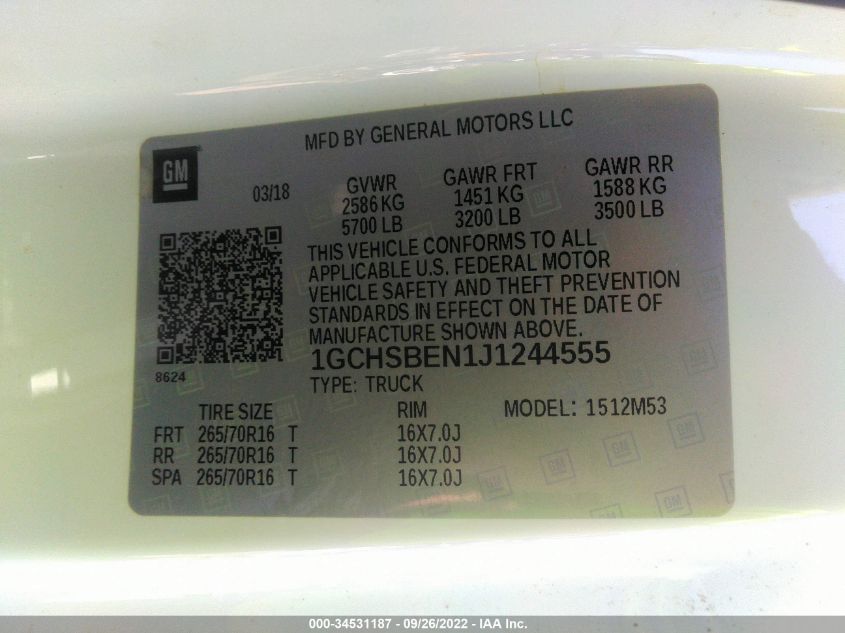 MFD BY GENERAL MOTORS LLC
GM
03/18
GVWR GAWR FRT GAWR RR
2586 KG 1451 KG 1588 KG
5700 LB 3200 LB 3500 LB
THIS VEHICLE CONFORMS TO ALL
APPLICABLE U.S. FEDERAL MOTOR
VEHICLE SAFETY AND THEFT PREVENTION
STANDARDS IN EFFECT ON THE DATE OF
MANUFACTURE SHOWN ABOVE.
8624
1GCHSBEN1J1244555
TYPE: TRUCK
TIRE SIZE RIM MODEL: 1512M53
FRT 265/70R16 T 16X7.0J
RR 265/70R16 T 16X7.0J
SPA 265/70R16 T 16X7.0J
000-34531187 - 09/26/2022 - IAA Inc.